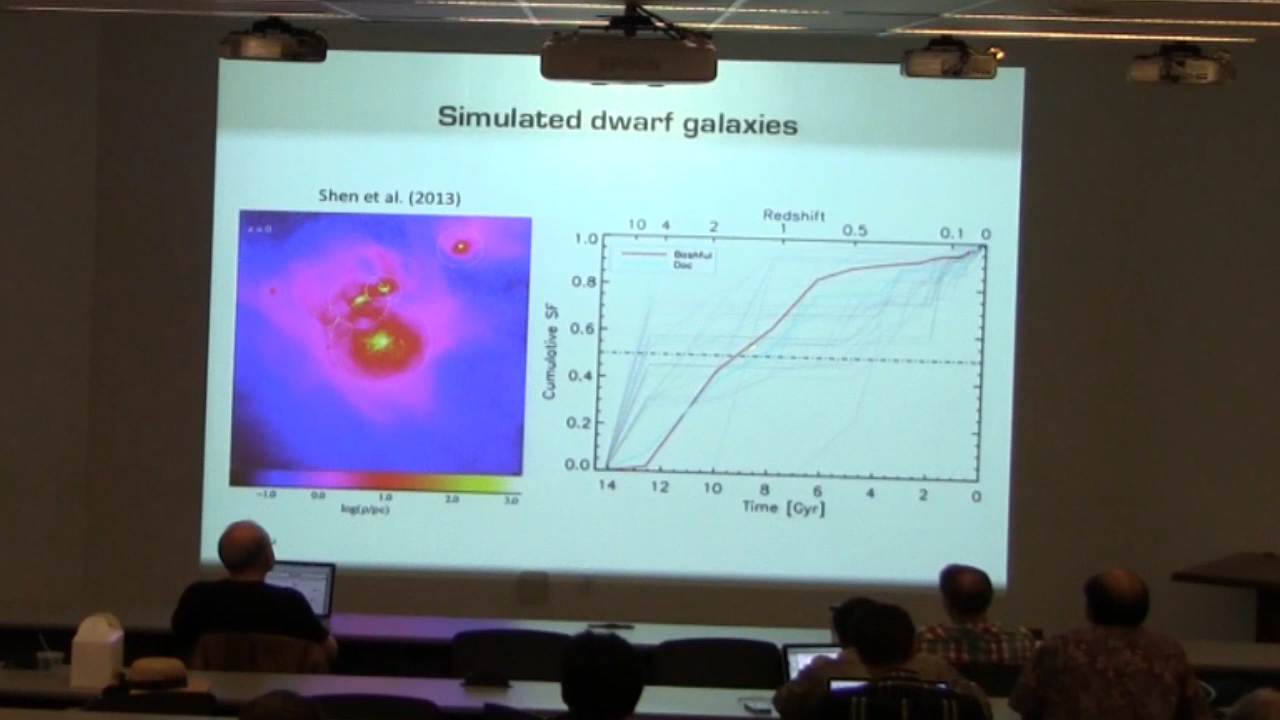 EPSON
Simulated dwarf galaxies
Shen et al. (2013)
z = 0
-1.0 0.0 1.0 2.0 3.0
Redshift
10 4 2 1 0.5 0.1 0
1.0
0.8
0.6
0.4
0.2
0.0
Cumulative SF
Bashful
Doc
14 12 10 8 6 4 2 0
Time [Gyr]